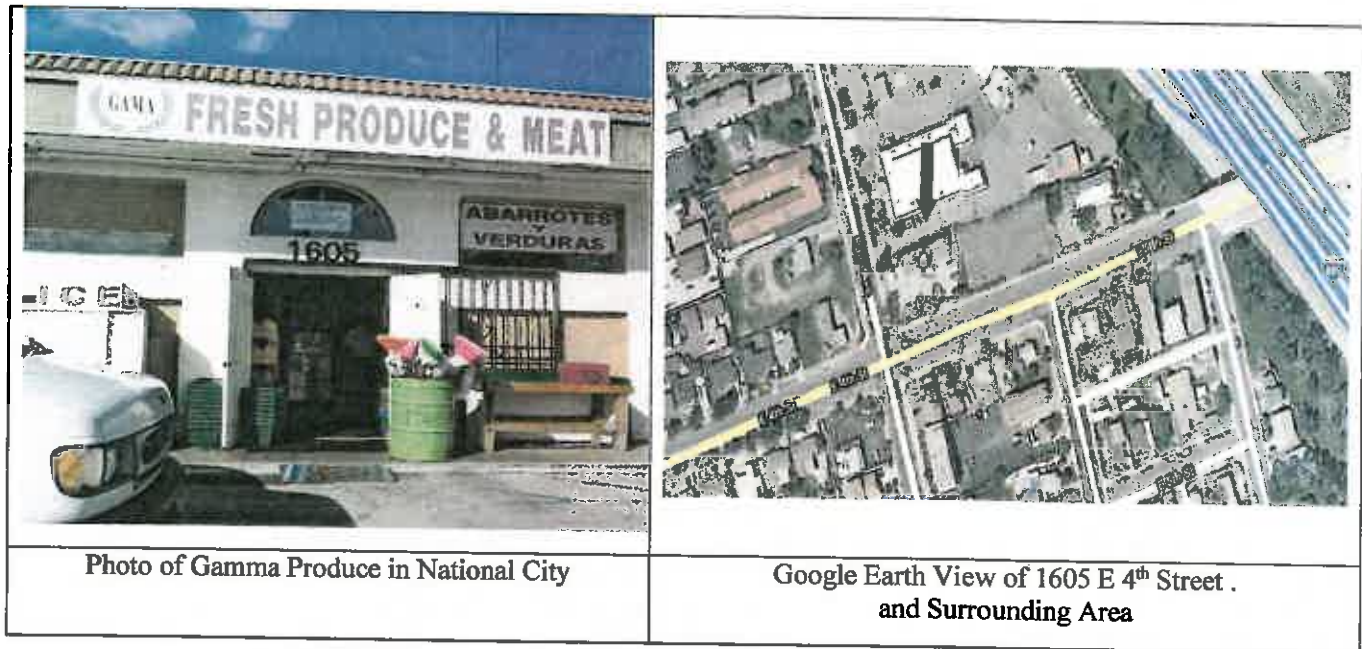 GAMA
FRESH PRODUCE & MEAT
ABARROTES
Y
VERDURAS
1605
ICE
Photo of Gamma Produce in National City
Google Earth View of 1605 E 4th Street .
and Surrounding Area